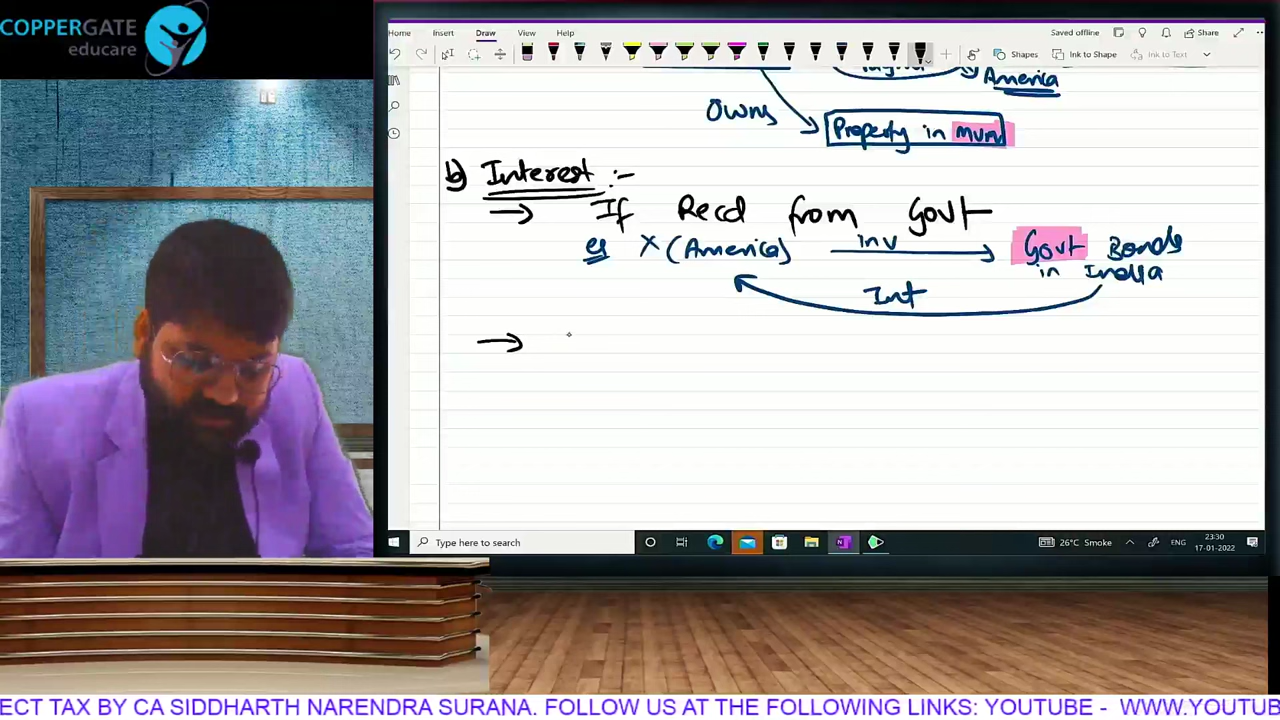 COPPERGATE
educare
Home Insert Draw View Help
Saved offline
Share
Shapes
Ink to Shape
Ink to Text
America
Owns
Property in mum
b) Interest :-
→ If Recd from Govt
eg X (America) inv → Govt Bonds
in India
Int
→
Type here to search
26°C Smoke
ENG
23:30
17-01-2022
ECT TAX BY CA SIDDHARTH NARENDRA SURANA. FOLLOW US AT THE FOLLOWING LINKS: YOUTUBE - WWW.YOUTUB